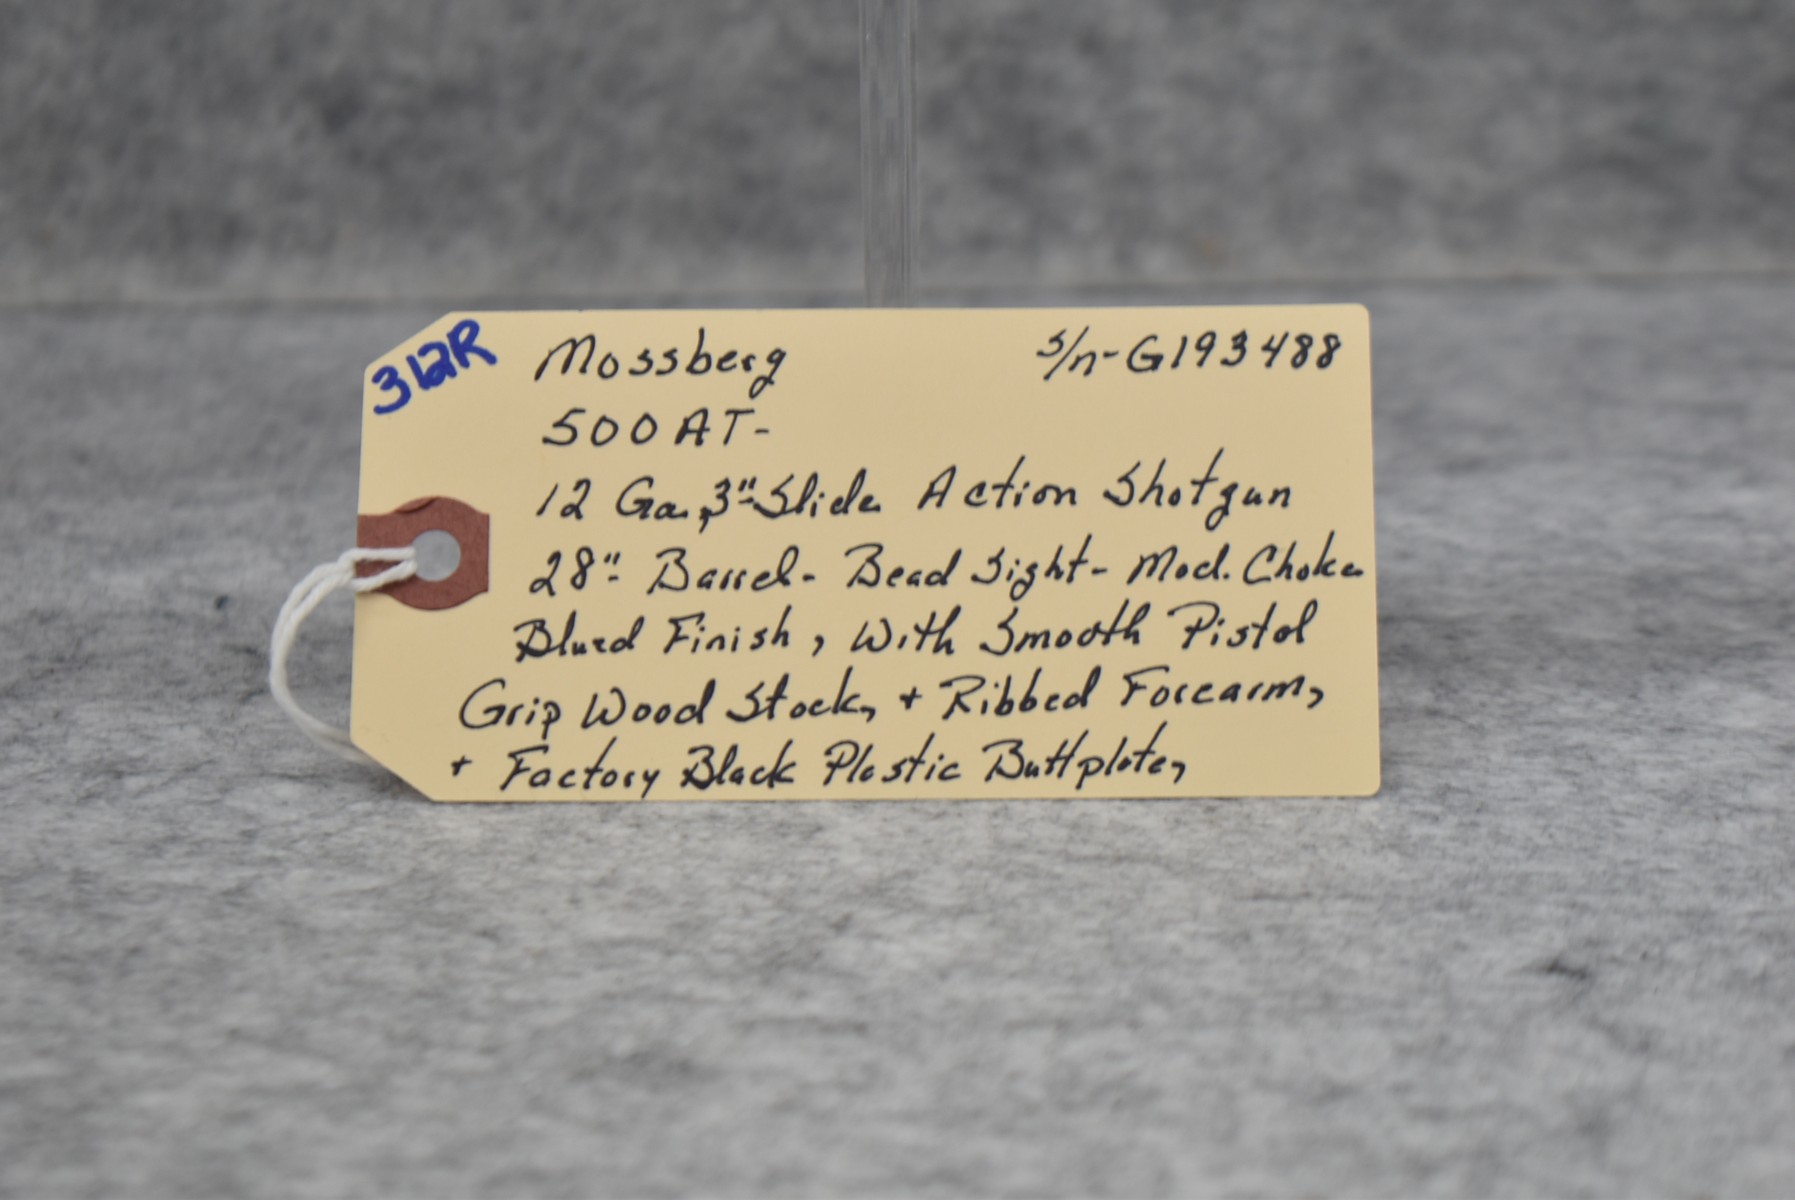 312R
Mossberg s/n-G193488
500AT-
12 Ga., 3"-Slide Action Shotgun
28"- Barrel- Bead Sight- Mod. Choke
Blued Finish, With Smooth Pistol
Grip Wood Stock, + Ribbed Forearm,
+ Factory Black Plastic Buttplate,